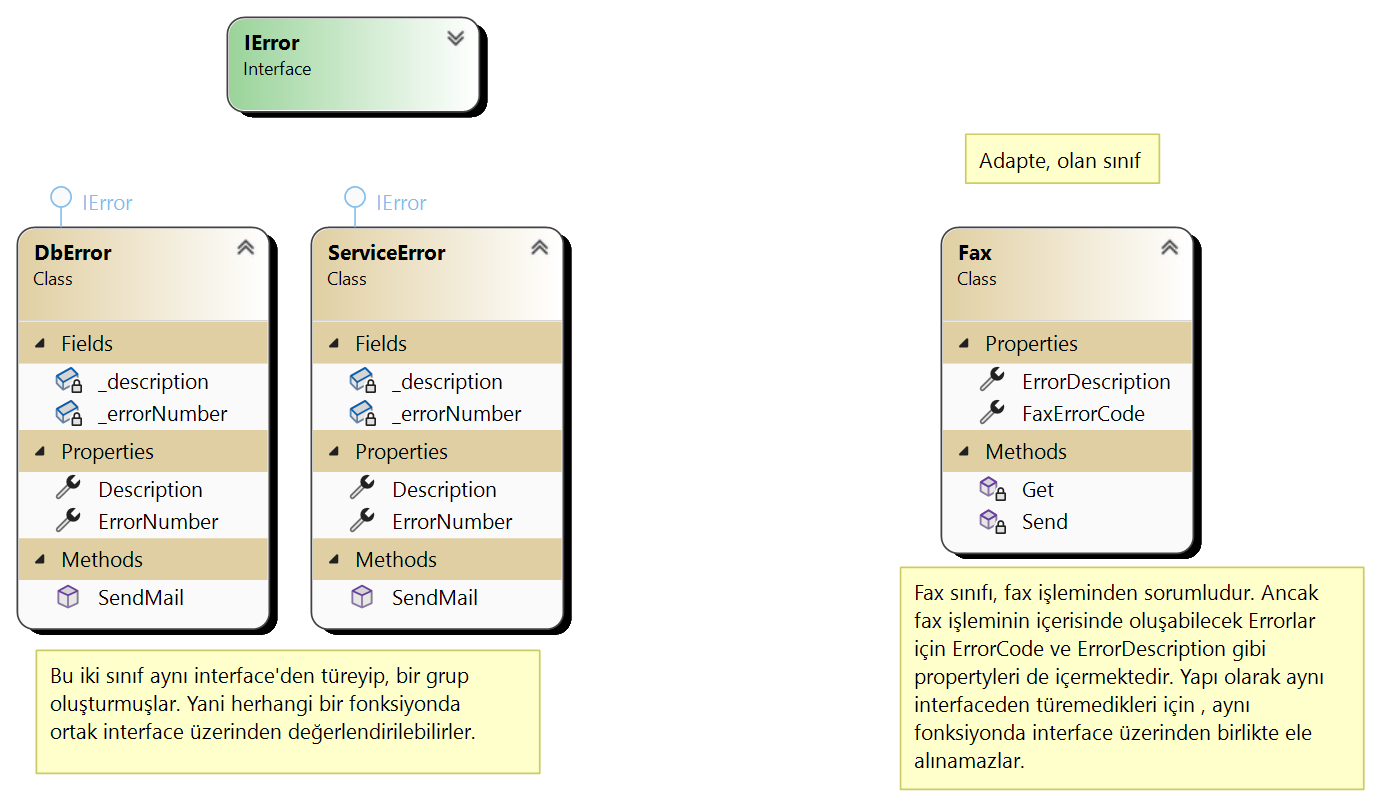 IError
Interface
Adapte, olan sınıf
IError
DbError
Class
Fields
_description
_errorNumber
Properties
Description
ErrorNumber
Methods
SendMail
IError
ServiceError
Class
Fields
_description
_errorNumber
Properties
Description
ErrorNumber
Methods
SendMail
Fax
Class
Properties
ErrorDescription
FaxErrorCode
Methods
Get
Send
Bu iki sınıf aynı interface'den türeyip, bir grup
oluşturmuşlar. Yani herhangi bir fonksiyonda
ortak interface üzerinden değerlendirilebilirler.
Fax sınıfı, fax işleminden sorumludur. Ancak
fax işleminin içerisinde oluşabilecek Errorlar
için ErrorCode ve ErrorDescription gibi
propertyleri de içermektedir. Yapı olarak aynı
interfaceden türemedikleri için , aynı
fonksiyonda interface üzerinden birlikte ele
alınamazlar.